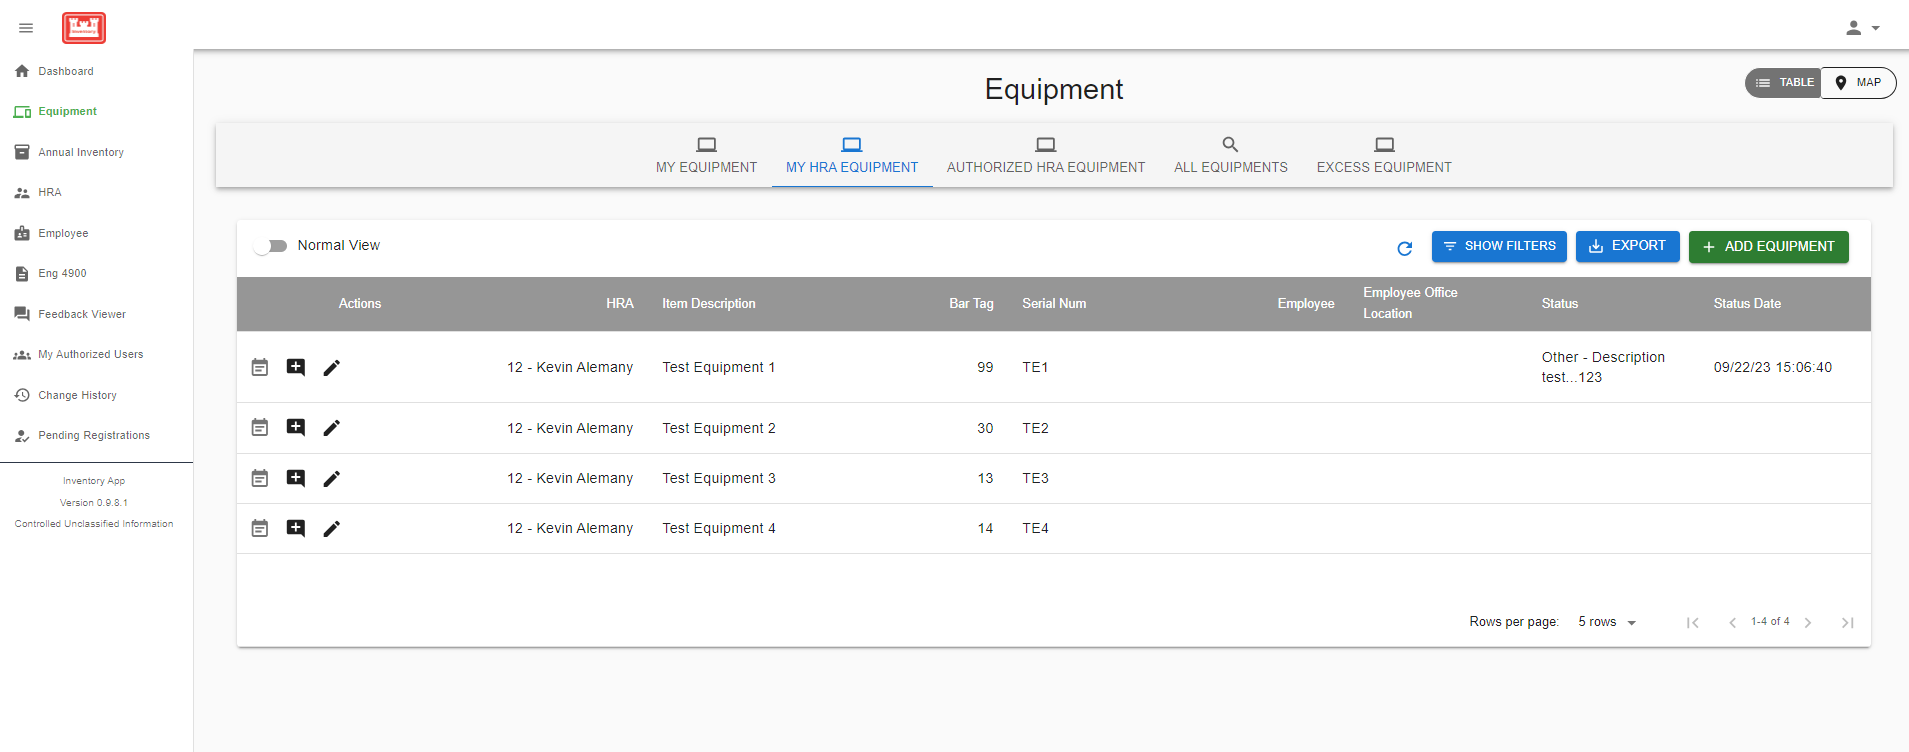 Inventory
Dashboard
Equipment
Annual Inventory
HRA
Employee
Eng 4900
Feedback Viewer
My Authorized Users
Change History
Pending Registrations
Inventory App
Version 0.9.8.1
Controlled Unclassified Information
Equipment
TABLE MAP
MY EQUIPMENT MY HRA EQUIPMENT AUTHORIZED HRA EQUIPMENT ALL EQUIPMENTS EXCESS EQUIPMENT
Normal View SHOW FILTERS EXPORT ADD EQUIPMENT
Actions HRA Item Description Bar Tag Serial Num Employee Employee Office Location Status Status Date
12 - Kevin Alemany Test Equipment 1 99 TE1 Other - Description test...123 09/22/23 15:06:40
12 - Kevin Alemany Test Equipment 2 30 TE2
12 - Kevin Alemany Test Equipment 3 13 TE3
12 - Kevin Alemany Test Equipment 4 14 TE4
Rows per page: 5 rows 1-4 of 4